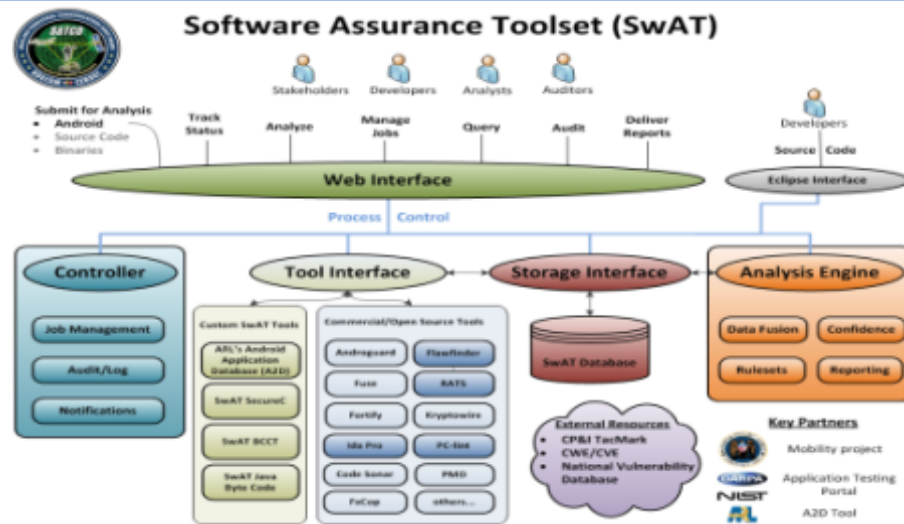 Software Assurance Toolset (SwAT)
Stakeholders
Developers
Analysts
Auditors
Submit for Analysis
• Android
• Source Code
• Binaries
Track
Status
Analyze
Manage
Jobs
Query
Audit
Deliver
Reports
Developers
Source Code
Web Interface
Eclipse Interface
Process Control
Controller
Tool Interface
Storage Interface
Analysis Engine
Job Management
Audit/Log
Notifications
Custom SwAT Tools
ARL's Android
Application
Database (A2D)
SwAT SecureC
SwAT BCCT
SwAT Java
Byte Code
Commercial/Open Source Tools
Androguard
Flawfinder
Fuse
RATS
Fortify
Kryptowire
Ida Pro
PC-lint
Code Sonar
PMD
FxCop
others...
SwAT Database
Data Fusion
Confidence
Rulesets
Reporting
External Resources
• CP&I TacMark
• CWE/CVE
• National Vulnerability
Database
Key Partners
Mobility project
DARPA
Application Testing
Portal
NIST
ARL
A2D Tool